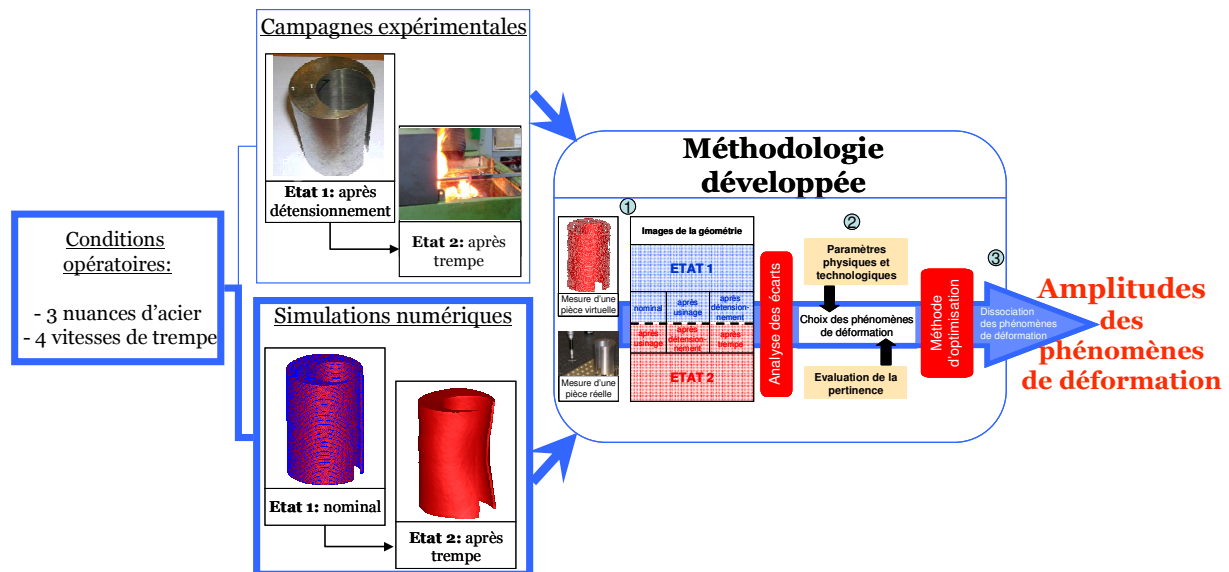 Campagnes expérimentales
Etat 1: après
détensionnement
Etat 2: après
trempe
Conditions
opératoires:
- 3 nuances d'acier
- 4 vitesses de trempe
Simulations numériques
Etat 1: nominal
Etat 2: après
trempe
Méthodologie
développée
1
Mesure d'une
pièce virtuelle
Mesure d'une
pièce réelle
Images de la géométrie
ETAT 1
nominal
après
usinage
après
détension-
nement
après
usinage
après
détension-
nement
après
trempe
ETAT 2
Analyse des écarts
2
Paramètres
physiques et
technologiques
Choix des phénomènes
de déformation
Evaluation de la
pertinence
Méthode
d'optimisation
3
Dissociation
des phénomènes
de déformation
Amplitudes
des
phénomènes
de déformation